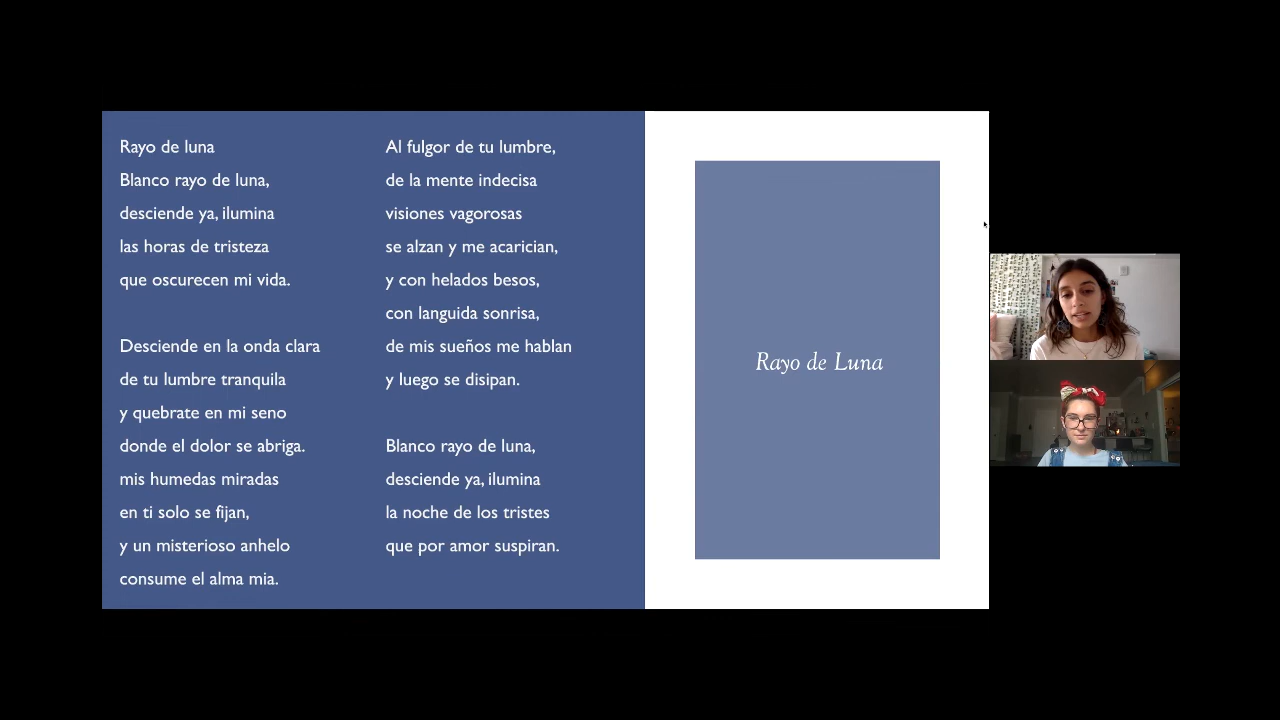 Rayo de luna
Blanco rayo de luna,
desciende ya, ilumina
las horas de tristeza
que oscurecen mi vida.
Desciende en la onda clara
de tu lumbre tranquila
y quebrate en mi seno
donde el dolor se abriga.
mis humedas miradas
en ti solo se fijan,
y un misterioso anhelo
consume el alma mia.
Al fulgor de tu lumbre,
de la mente indecisa
visiones vagorosas
se alzan y me acarician,
y con helados besos,
con languida sonrisa,
de mis sueños me hablan
y luego se disipan.
Blanco rayo de luna,
desciende ya, ilumina
la noche de los tristes
que por amor suspiran.
Rayo de Luna